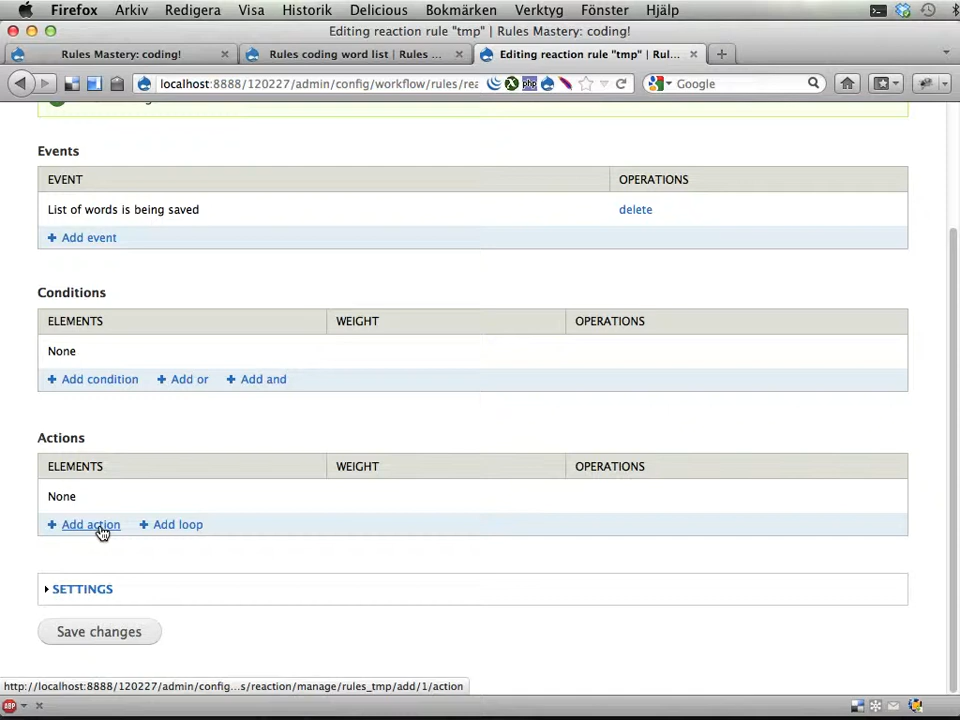 Firefox Arkiv Redigera Visa Historik Delicious Bokmärken Verktyg Fönster Hjälp
Editing reaction rule "tmp" | Rules Mastery: coding!
Rules Mastery: coding! Rules coding word list | Rules ... Editing reaction rule "tmp" | Rul...
localhost:8888/120227/admin/config/workflow/rules/rea php Google
Events
EVENT OPERATIONS
List of words is being saved delete
+ Add event
Conditions
ELEMENTS WEIGHT OPERATIONS
None
+ Add condition + Add or + Add and
Actions
ELEMENTS WEIGHT OPERATIONS
None
+ Add action + Add loop
SETTINGS
Save changes
http://localhost:8888/120227/admin/config...s/reaction/manage/rules_tmp/add/1/action
ABP